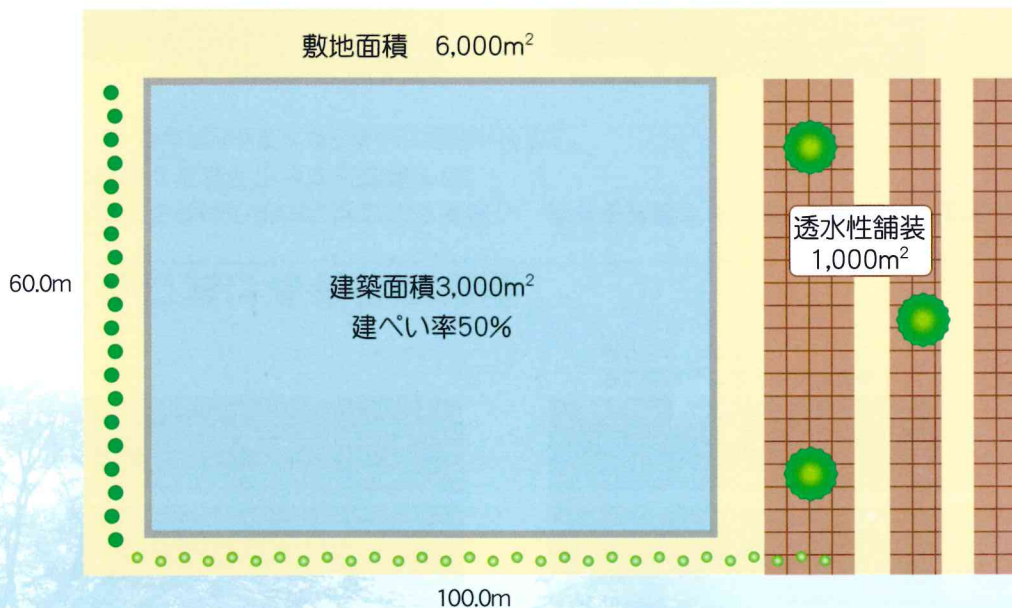 敷地面積 6,000m²
透水性舗装
1,000m²
60.0m
建築面積3,000m²
建ぺい率50%
100.0m